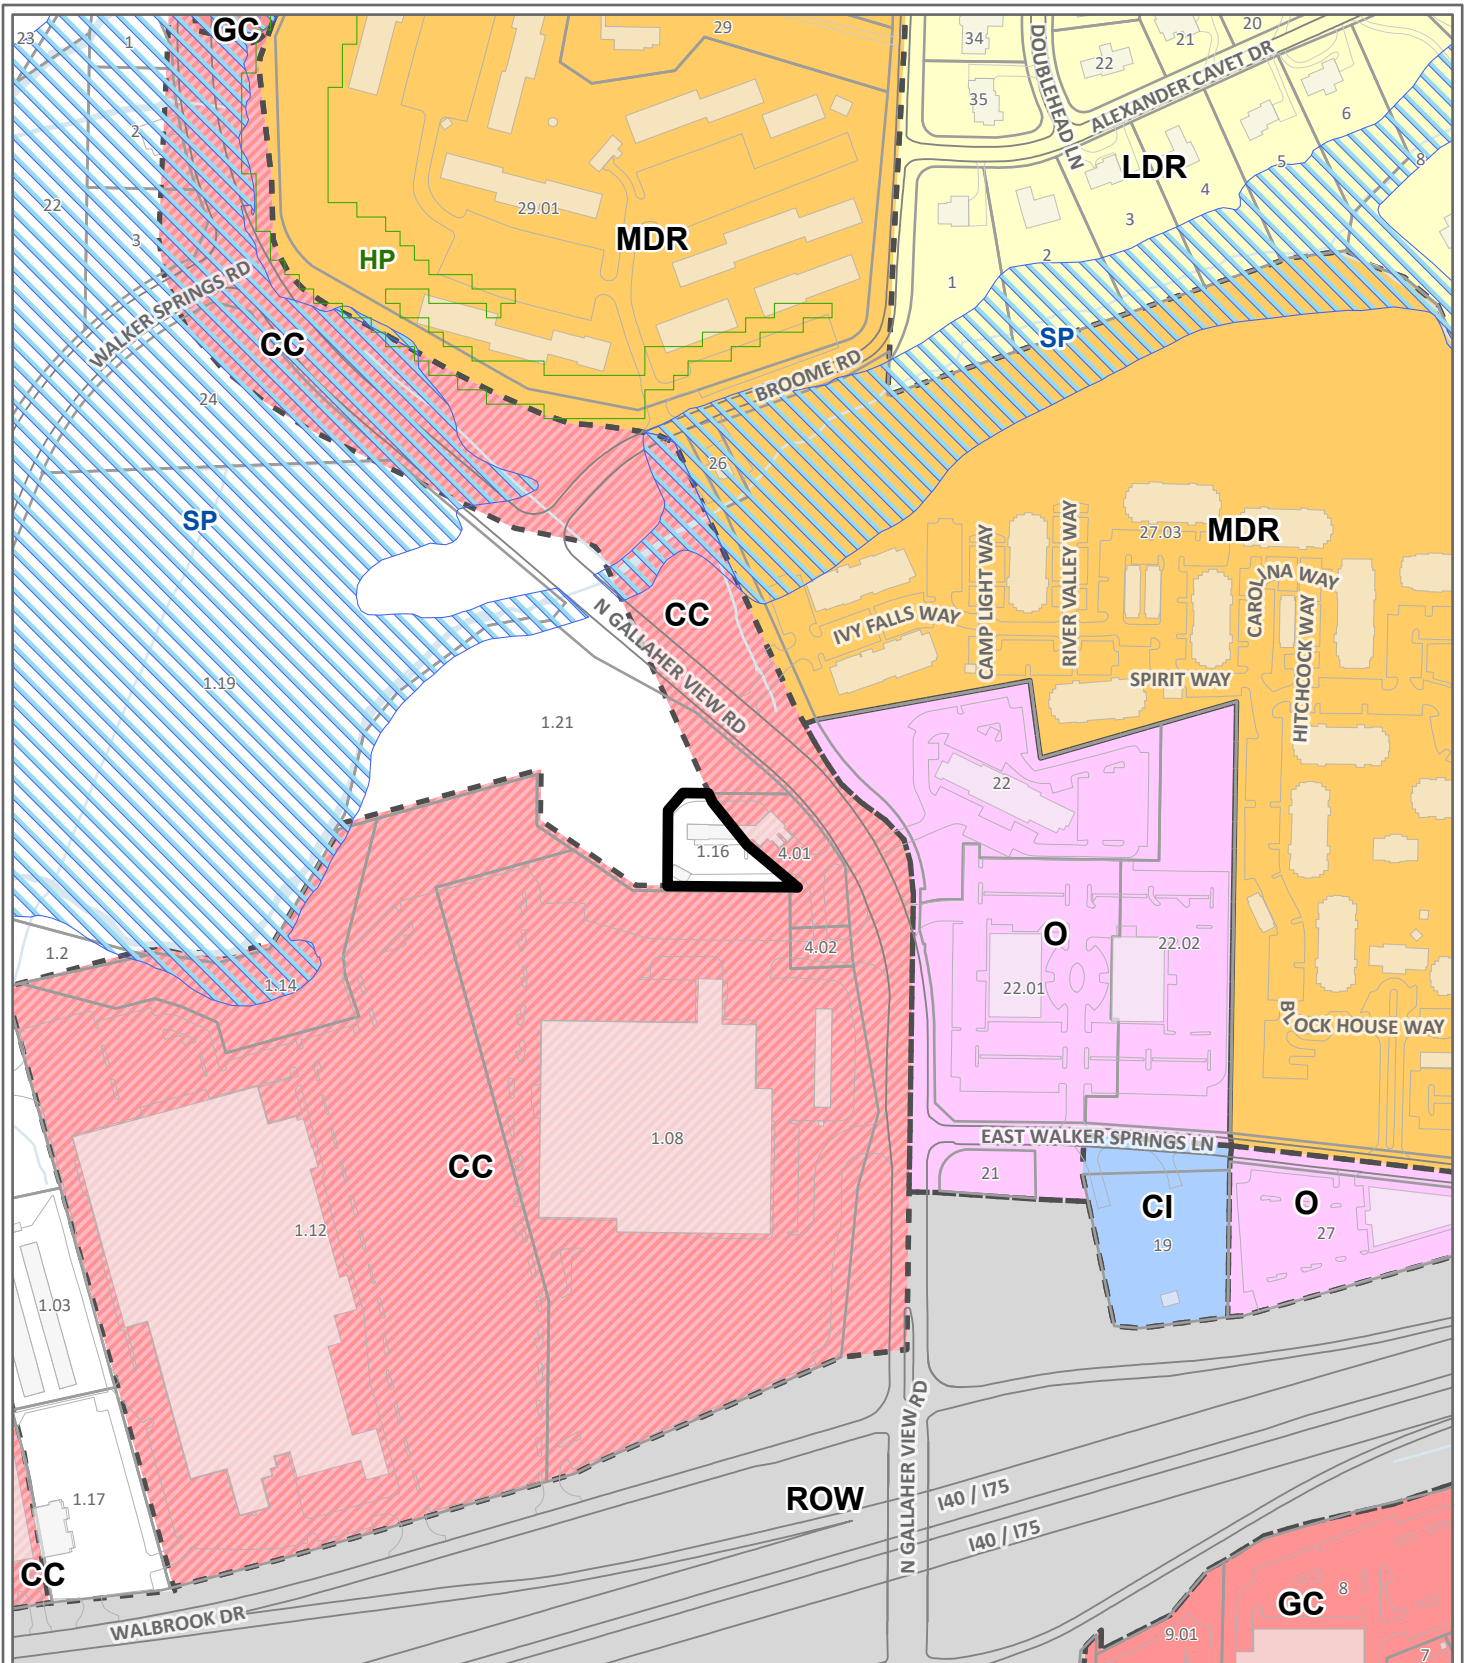 GC
23
1
29
34
21
20
DOUBLEHEAD LN
22
ALEXANDER CAVET DR
35
6
2
LDR
5
8
4
22
29.01
3
3
MDR
HP
2
1
WALKER SPRINGS RD
CC
SP
BROOME RD
24
26
SP
27.03
MDR
CAMP LIGHT WAY
RIVER VALLEY WAY
CAROLINA WAY
N GALLAHER VIEW RD
CC
IVY FALLS WAY
HITCHCOCK WAY
SPIRIT WAY
1.19
1.21
22
1.16
4.01
O
22.02
4.02
1.2
1.14
22.01
BLOCK HOUSE WAY
1.08
EAST WALKER SPRINGS LN
CC
21
CI
O
1.12
19
27
1.03
N GALLAHER VIEW RD
1.17
ROW
I40 / I75
I40 / I75
CC
GC
8
WALBROOK DR
9.01
7